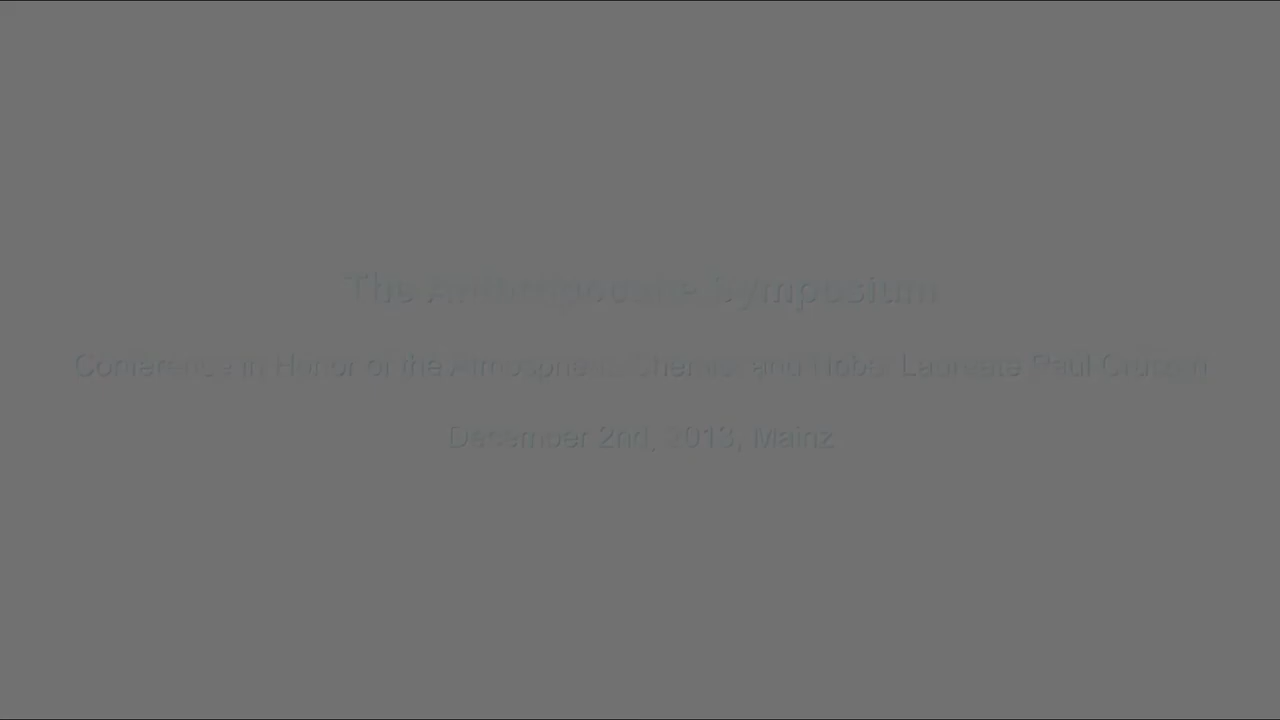 The Anthropocene Symposium
Conference in Honor of the Atmospheric Chemist and Nobel Laureate Paul Crutzen
December 2nd, 2013, Mainz